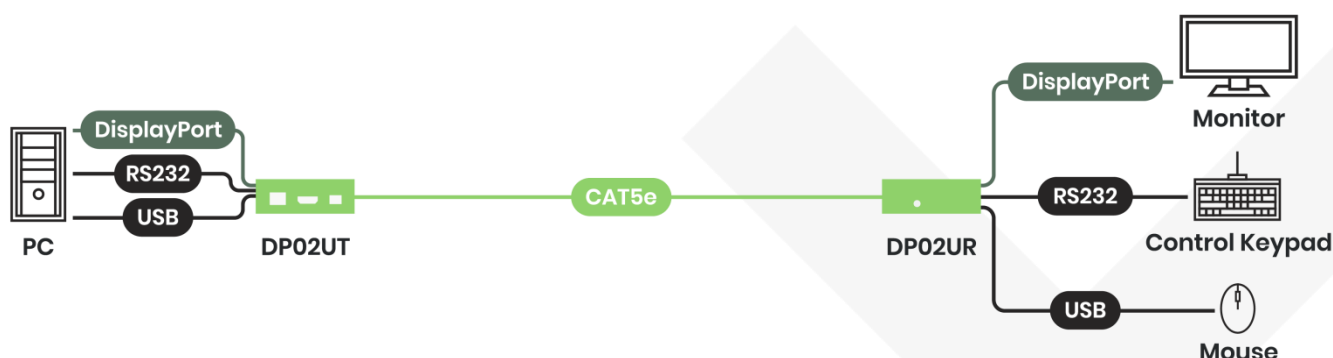 DisplayPort
RS232
USB
PC
DP02UT
CAT5e
DP02UR
DisplayPort
Monitor
RS232
Control Keypad
USB
Mouse